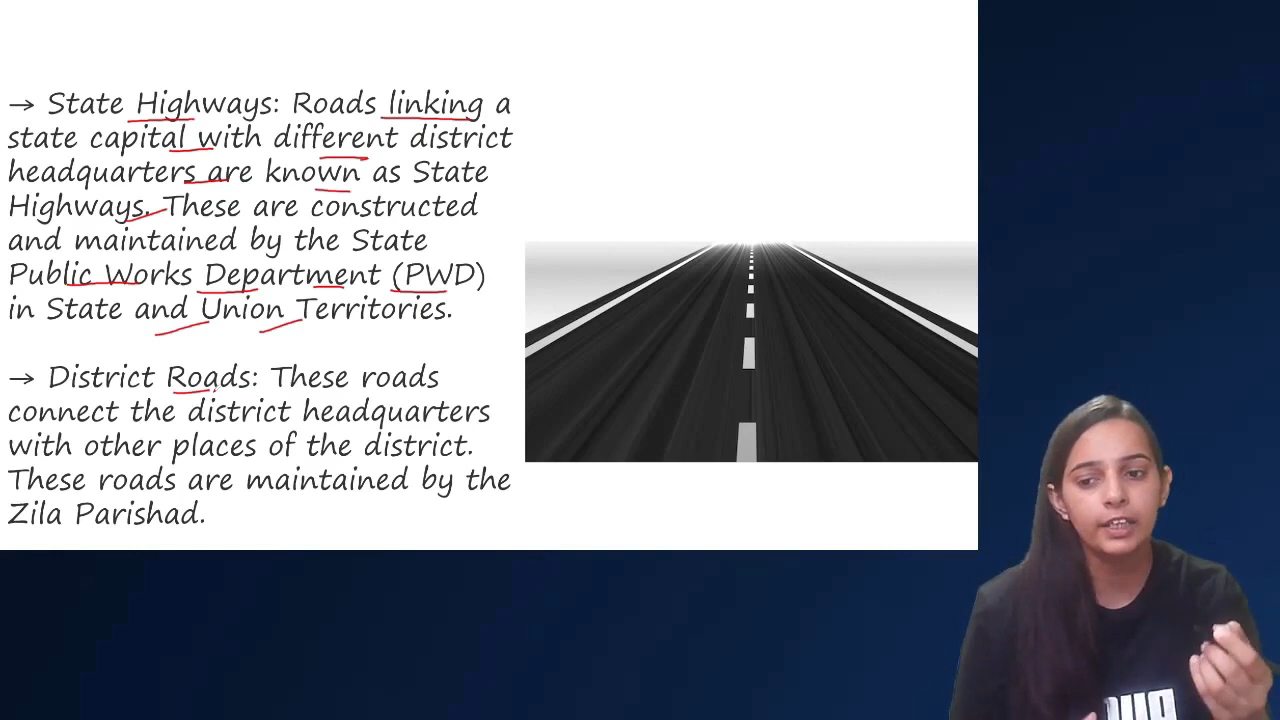 → State Highways: Roads linking a
state capital with different district
headquarters are known as State
Highways. These are constructed
and maintained by the State
Public Works Department (PWD)
in State and Union Territories.
→ District Roads: These roads
connect the district headquarters
with other places of the district.
These roads are maintained by the
Zila Parishad.